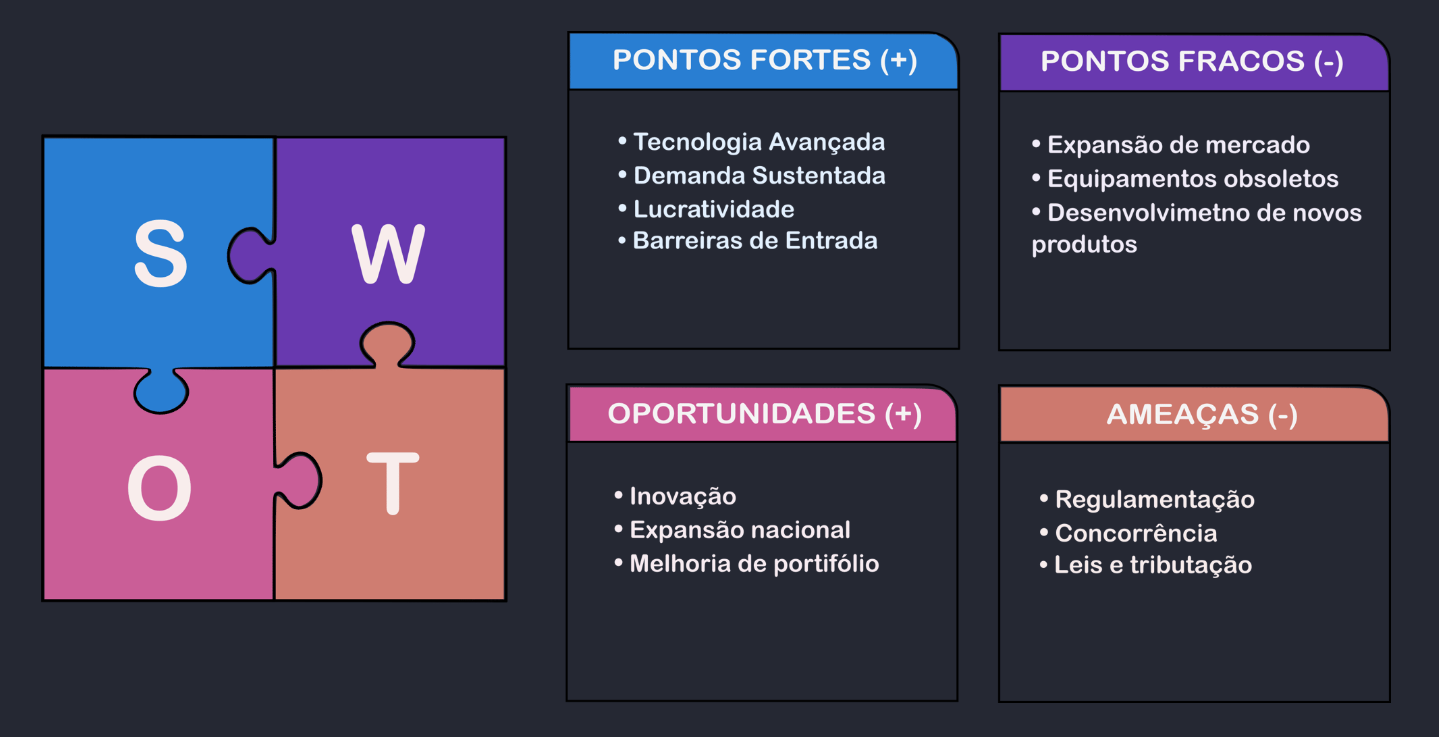 S
W
O
T
PONTOS FORTES (+)
• Tecnologia Avançada
• Demanda Sustentada
• Lucratividade
• Barreiras de Entrada
PONTOS FRACOS (-)
• Expansão de mercado
• Equipamentos obsoletos
• Desenvolvimetno de novos
produtos
OPORTUNIDADES (+)
• Inovação
• Expansão nacional
• Melhoria de portifólio
AMEAÇAS (-)
• Regulamentação
• Concorrência
• Leis e tributação